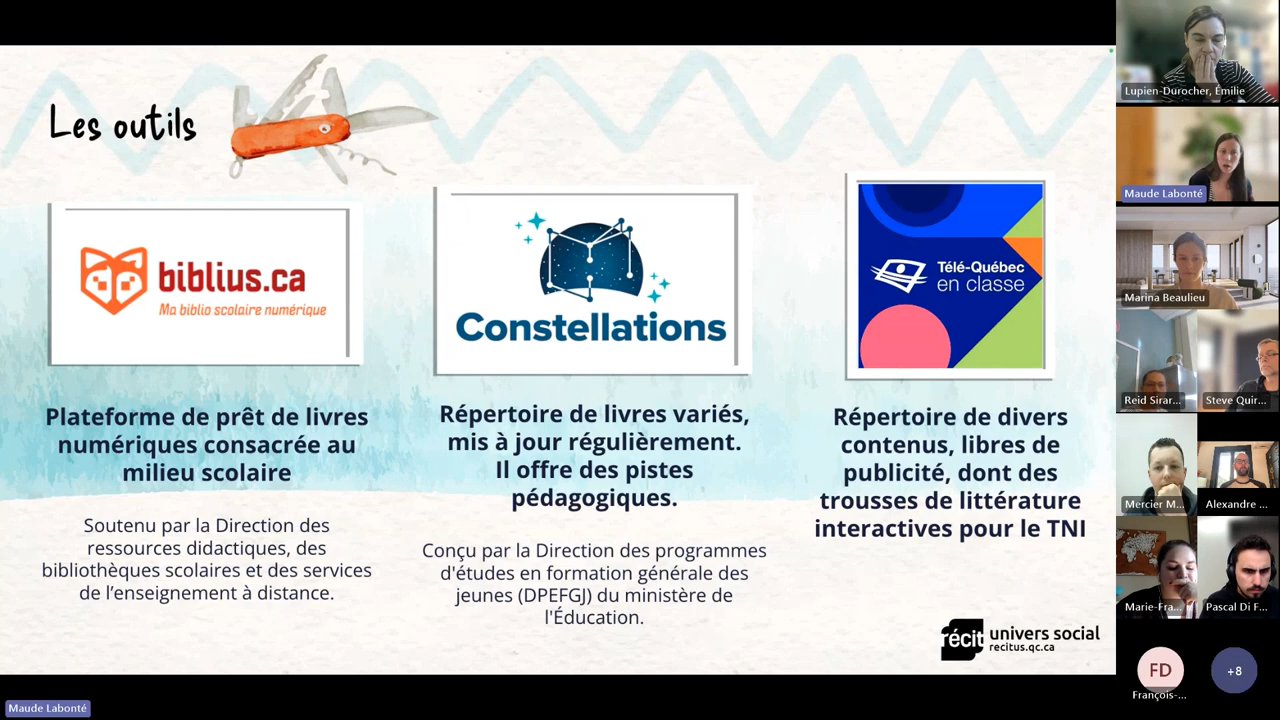 Les outils
biblius.ca
Ma biblio scolaire numérique
Plateforme de prêt de livres
numériques consacrée au
milieu scolaire
Soutenu par la Direction des
ressources didactiques, des
bibliothèques scolaires et des services
de l’enseignement à distance.
Constellations
Répertoire de livres variés,
mis à jour régulièrement.
Il offre des pistes
pédagogiques.
Conçu par la Direction des programmes
d'études en formation générale des
jeunes (DPEFGJ) du ministère de
l'Éducation.
Télé-Québec
en classe
Répertoire de divers
contenus, libres de
publicité, dont des
trousses de littérature
interactives pour le TNI
récit univers social
recitus.qc.ca
Maude Labonté
Lupien-Durocher, Émilie
Maude Labonté
Marina Beaulieu
Reid Sirar...
Steve Quir...
Mercier M...
Alexandre ...
Marie-Fra...
Pascal Di F...
FD
François-...
+8